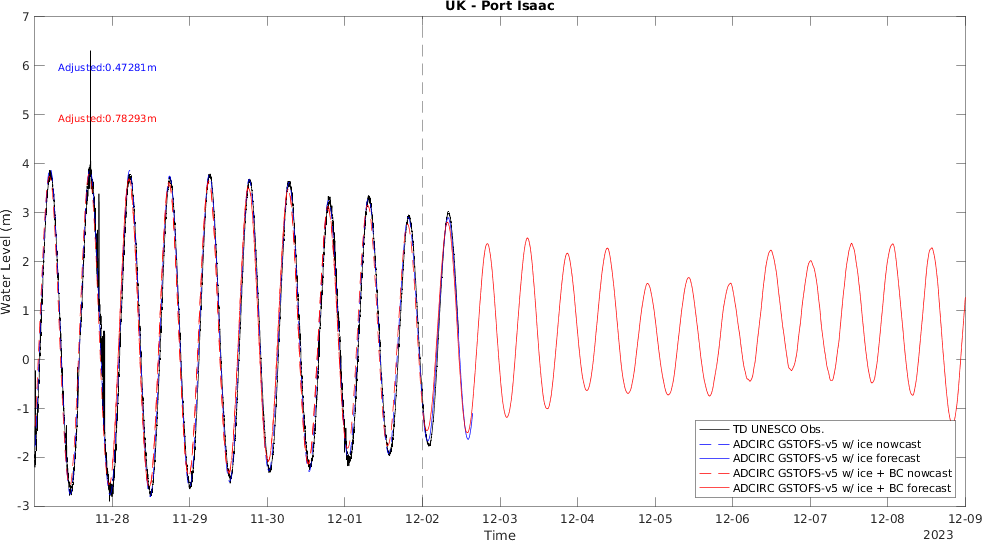 UK - Port Isaac
7
6
5
4
3
2
1
0
-1
-2
-3
Water Level (m)
Adjusted:0.47281m
Adjusted:0.78293m
TD UNESCO Obs.
ADCIRC GSTOFS-v5 w/ ice nowcast
ADCIRC GSTOFS-v5 w/ ice forecast
ADCIRC GSTOFS-v5 w/ ice + BC nowcast
ADCIRC GSTOFS-v5 w/ ice + BC forecast
11-28 11-29 11-30 12-01 12-02 12-03 12-04 12-05 12-06 12-07 12-08 12-09
Time
2023